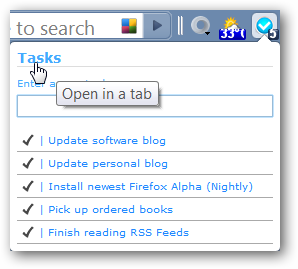 to search
33°
5
Tasks
Enter a
Open in a tab
| Update software blog
| Update personal blog
| Install newest Firefox Alpha (Nightly)
| Pick up ordered books
| Finish reading RSS Feeds